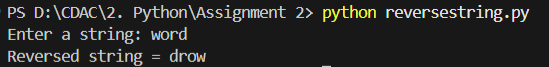 PS D:\CDAC\2. Python\Assignment 2> python reversestring.py
Enter a string: word
Reversed string = drow